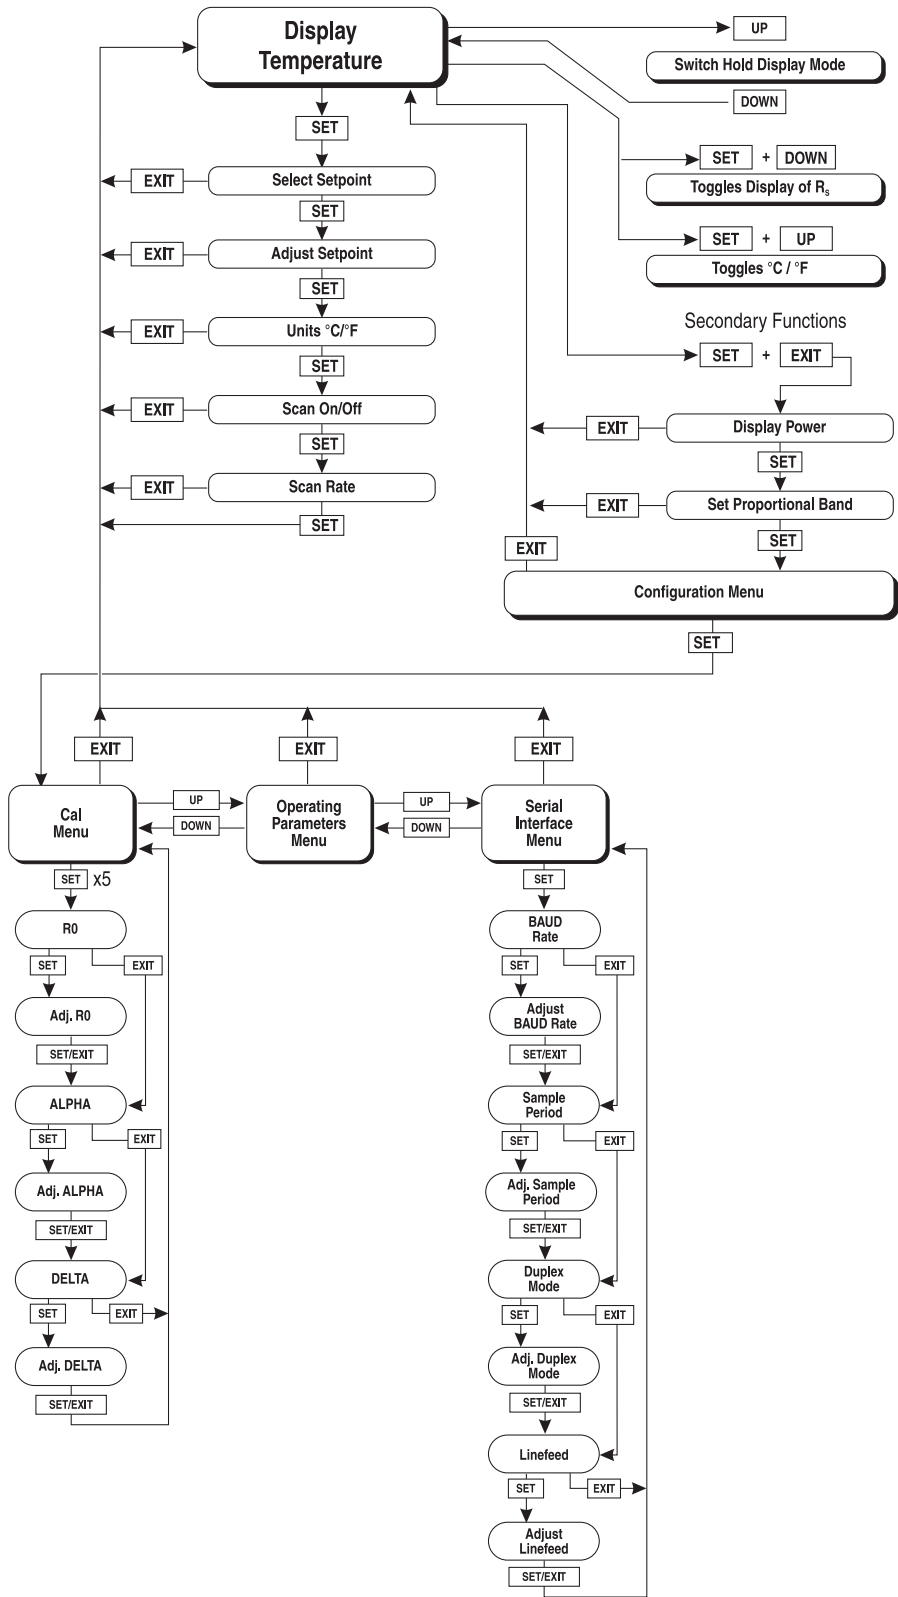 Display
Temperature
UP
Switch Hold Display Mode
DOWN
SET
SET + DOWN
Toggles Display of Rs
EXIT
Select Setpoint
SET
SET + UP
Toggles °C / °F
EXIT
Adjust Setpoint
SET
Secondary Functions
EXIT
Units °C/°F
SET + EXIT
SET
EXIT
Scan On/Off
EXIT
Display Power
SET
SET
EXIT
Scan Rate
EXIT
Set Proportional Band
SET
SET
EXIT
Configuration Menu
SET
EXIT
EXIT
EXIT
Cal
Menu
UP
DOWN
Operating
Parameters
Menu
UP
DOWN
Serial
Interface
Menu
SET x5
R0
SET
EXIT
Adj. R0
SET/EXIT
ALPHA
SET
EXIT
Adj. ALPHA
SET/EXIT
DELTA
SET
EXIT
Adj. DELTA
SET/EXIT
SET
BAUD
Rate
SET
EXIT
Adjust
BAUD Rate
SET/EXIT
Sample
Period
SET
EXIT
Adj. Sample
Period
SET/EXIT
Duplex
Mode
SET
EXIT
Adj. Duplex
Mode
SET/EXIT
Linefeed
SET
EXIT
Adjust
Linefeed
SET/EXIT